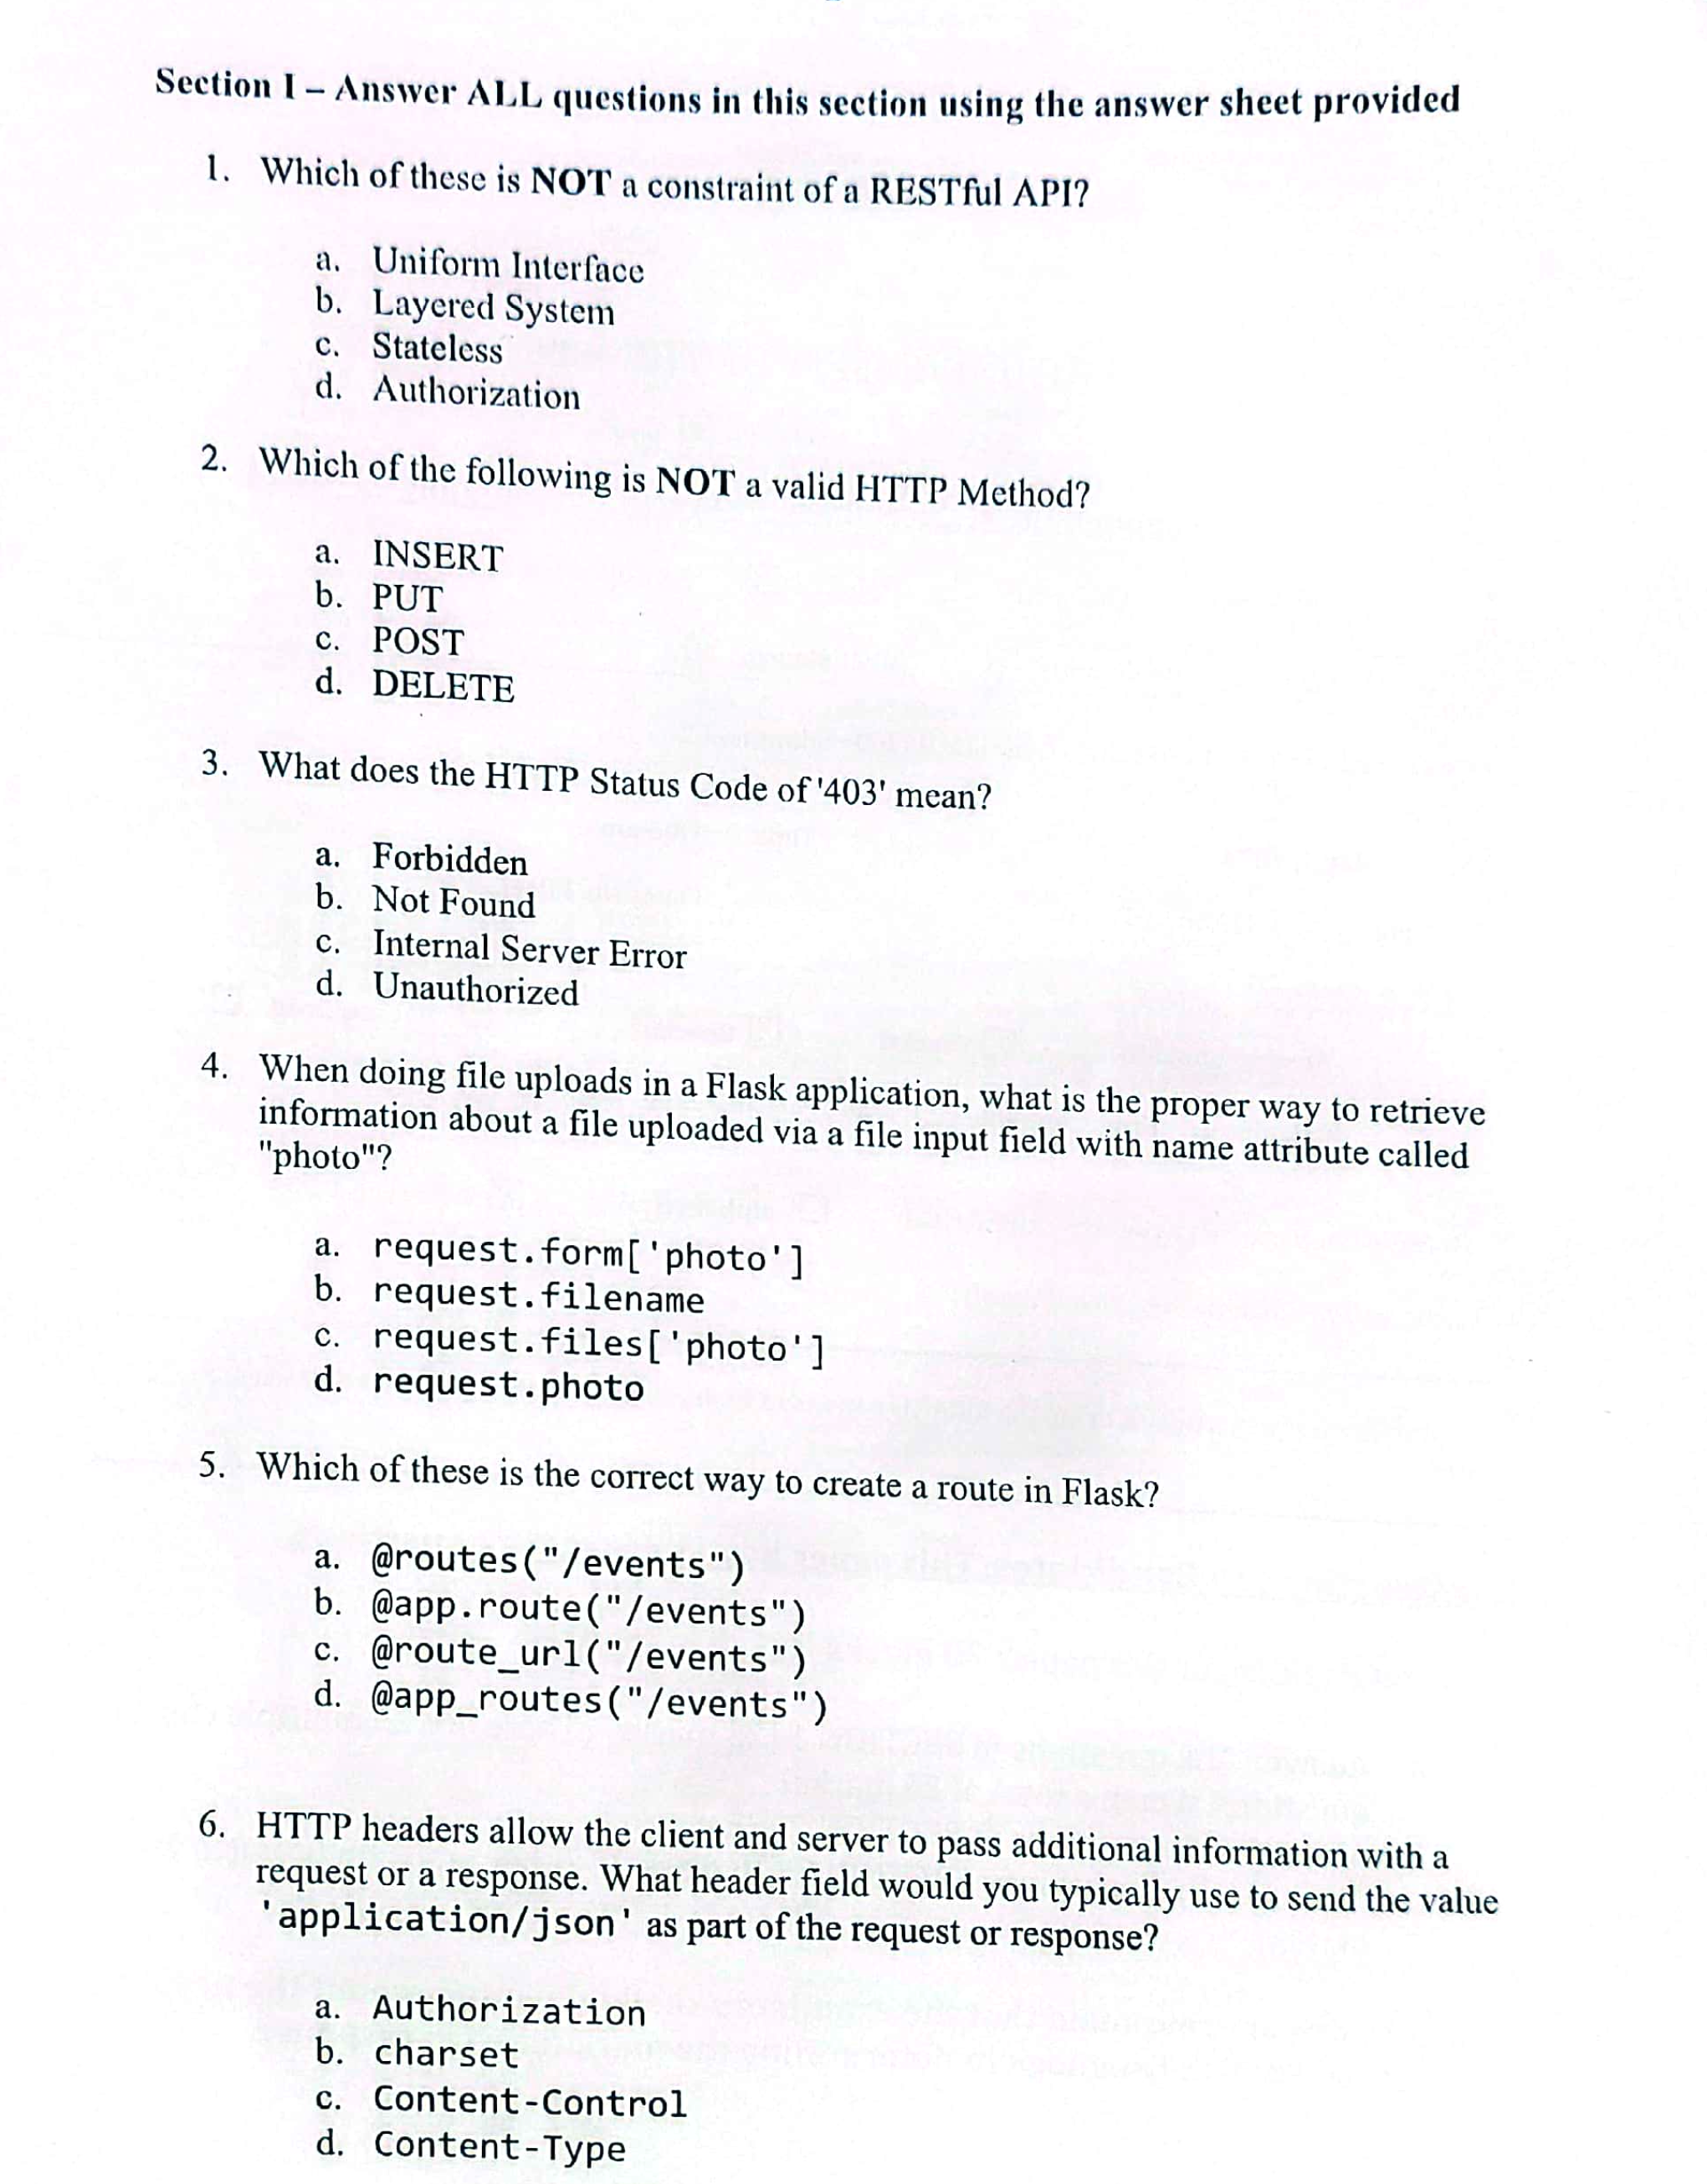 Section I – Answer ALL questions in this section using the answer sheet provided
1. Which of these is NOT a constraint of a RESTful API?
a. Uniform Interface
b. Layered System
c. Stateless
d. Authorization
2. Which of the following is NOT a valid HTTP Method?
a. INSERT
b. PUT
c. POST
d. DELETE
3. What does the HTTP Status Code of '403' mean?
a. Forbidden
b. Not Found
c. Internal Server Error
d. Unauthorized
4. When doing file uploads in a Flask application, what is the proper way to retrieve
information about a file uploaded via a file input field with name attribute called
"photo"?
a. request.form['photo']
b. request.filename
c. request.files['photo']
d. request.photo
5. Which of these is the correct way to create a route in Flask?
a. @routes("/events")
b. @app.route("/events")
c. @route_url("/events")
d. @app_routes("/events")
6. HTTP headers allow the client and server to pass additional information with a
request or a response. What header field would you typically use to send the value
'application/json' as part of the request or response?
a. Authorization
b. charset
c. Content-Control
d. Content-Type